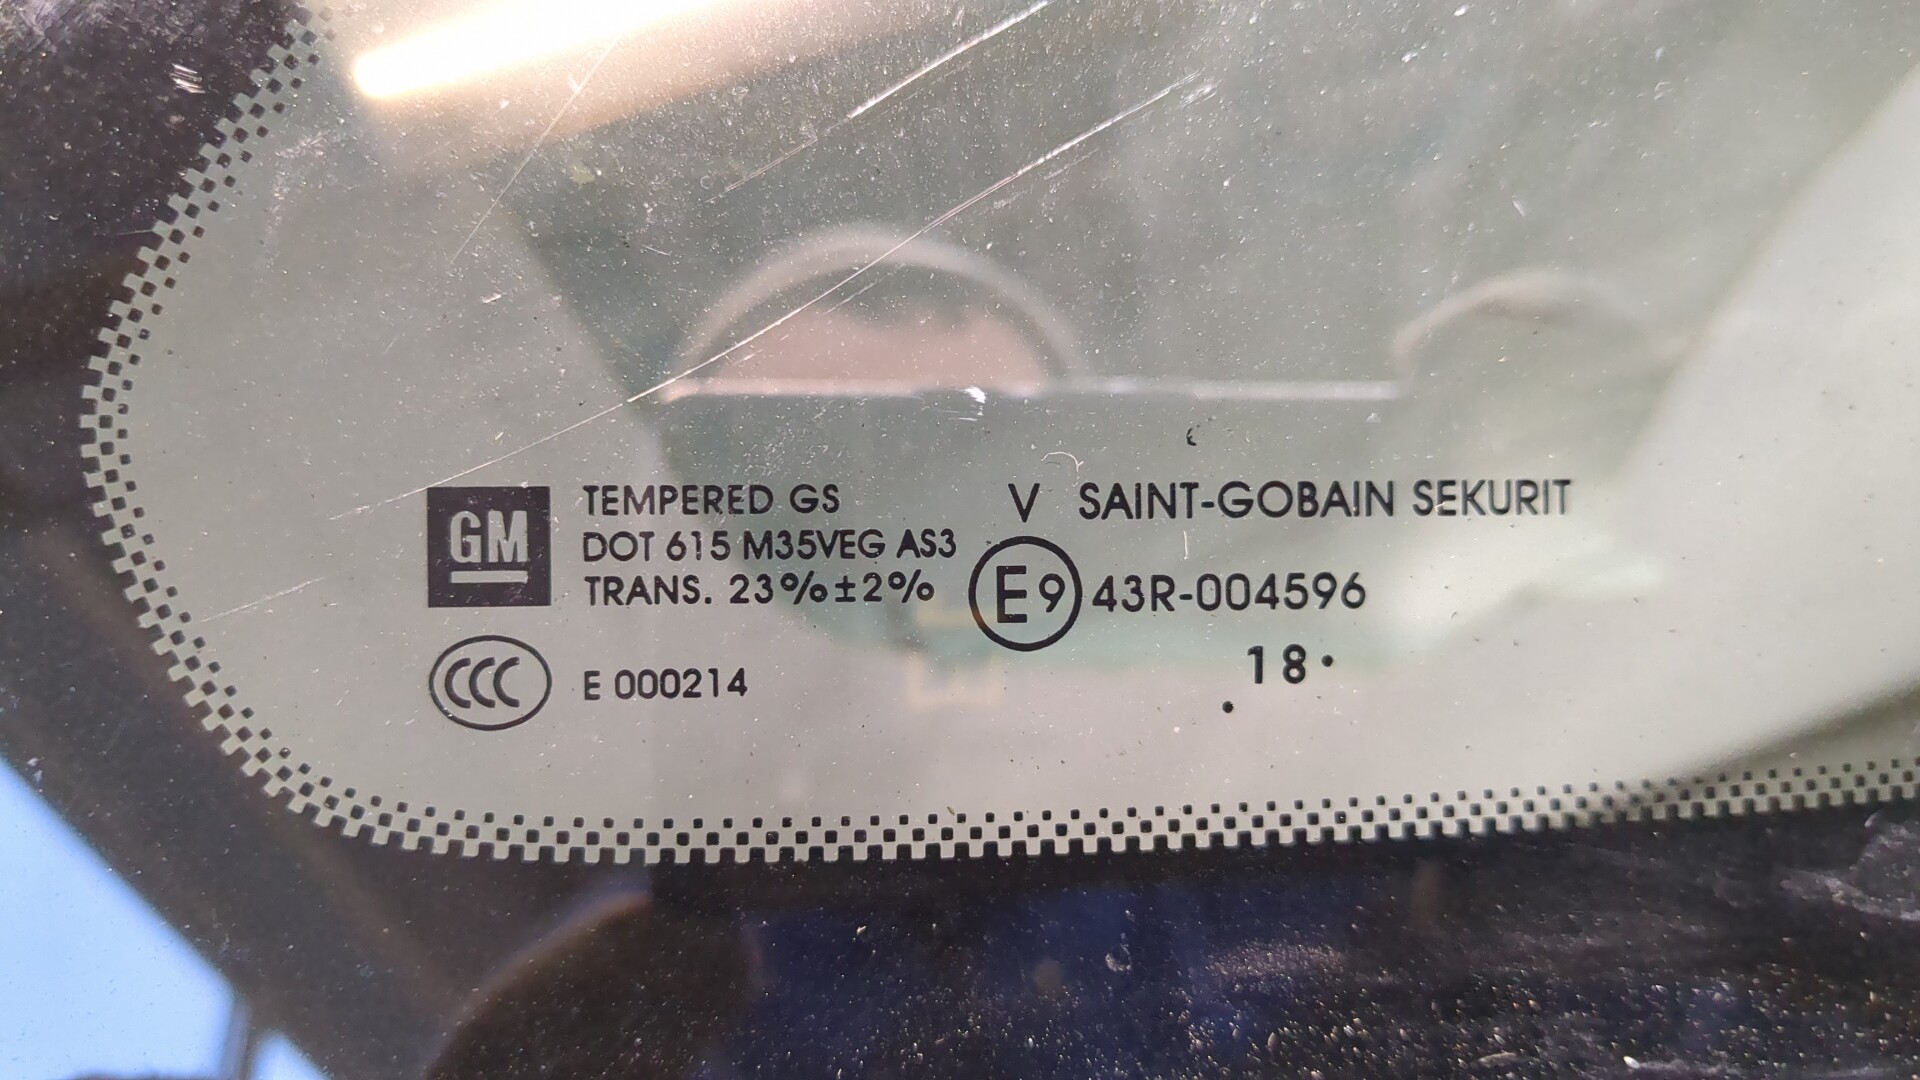 GM
TEMPERED GS
DOT 615 M35VEG AS3
TRANS. 23%±2%
V SAINT-GOBAIN SEKURIT
E9 43R-004596
18•
CCC E 000214